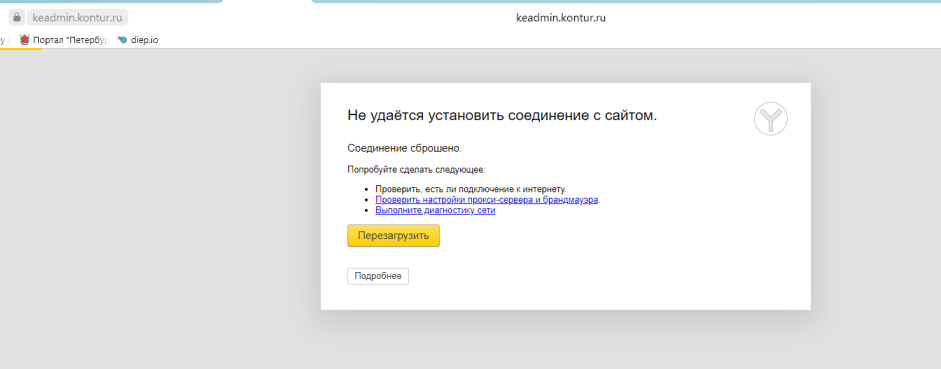 keadmin.kontur.ru
keadmin.kontur.ru
Портал "Петербу
diep.io
Не удаётся установить соединение с сайтом.
Соединение сброшено.
Попробуйте сделать следующее:
Проверить, есть ли подключение к интернету.
Проверить настройки прокси-сервера и брандмауэра.
Выполните диагностику сети
Перезагрузить
Подробнее